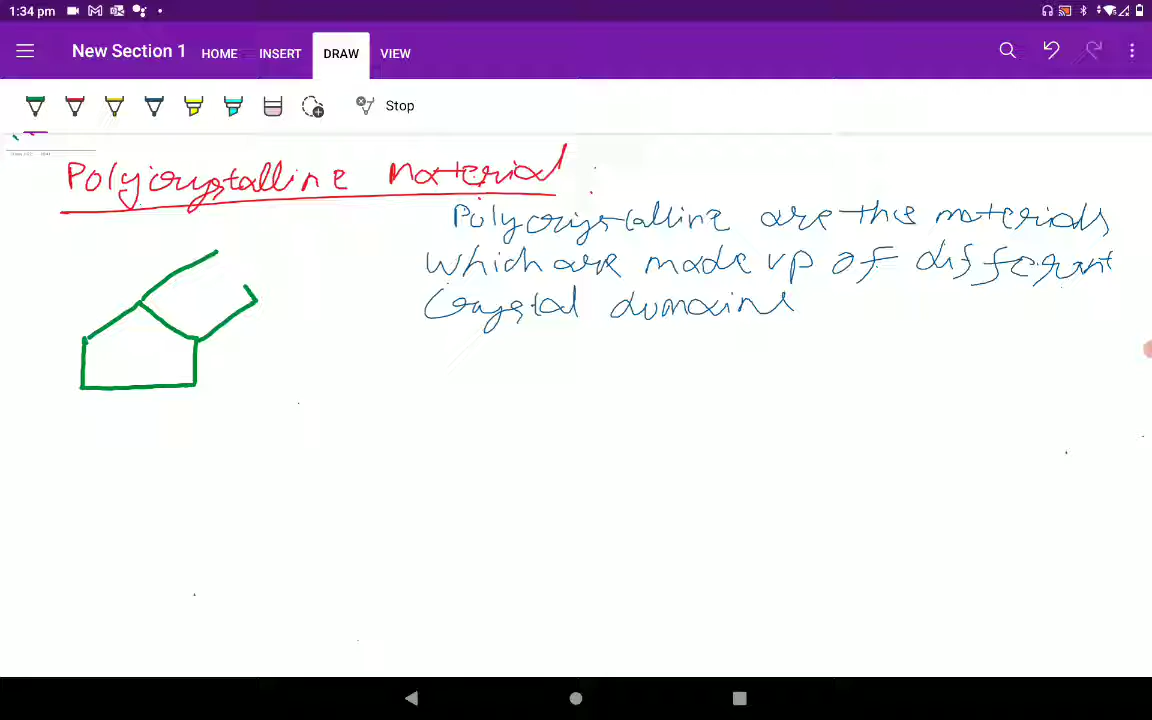 1:34 pm
New Section 1 HOME INSERT DRAW VIEW
Stop
Polycrystalline Material :
Polycrystalline are the materials
which are made up of different
Crystal domains